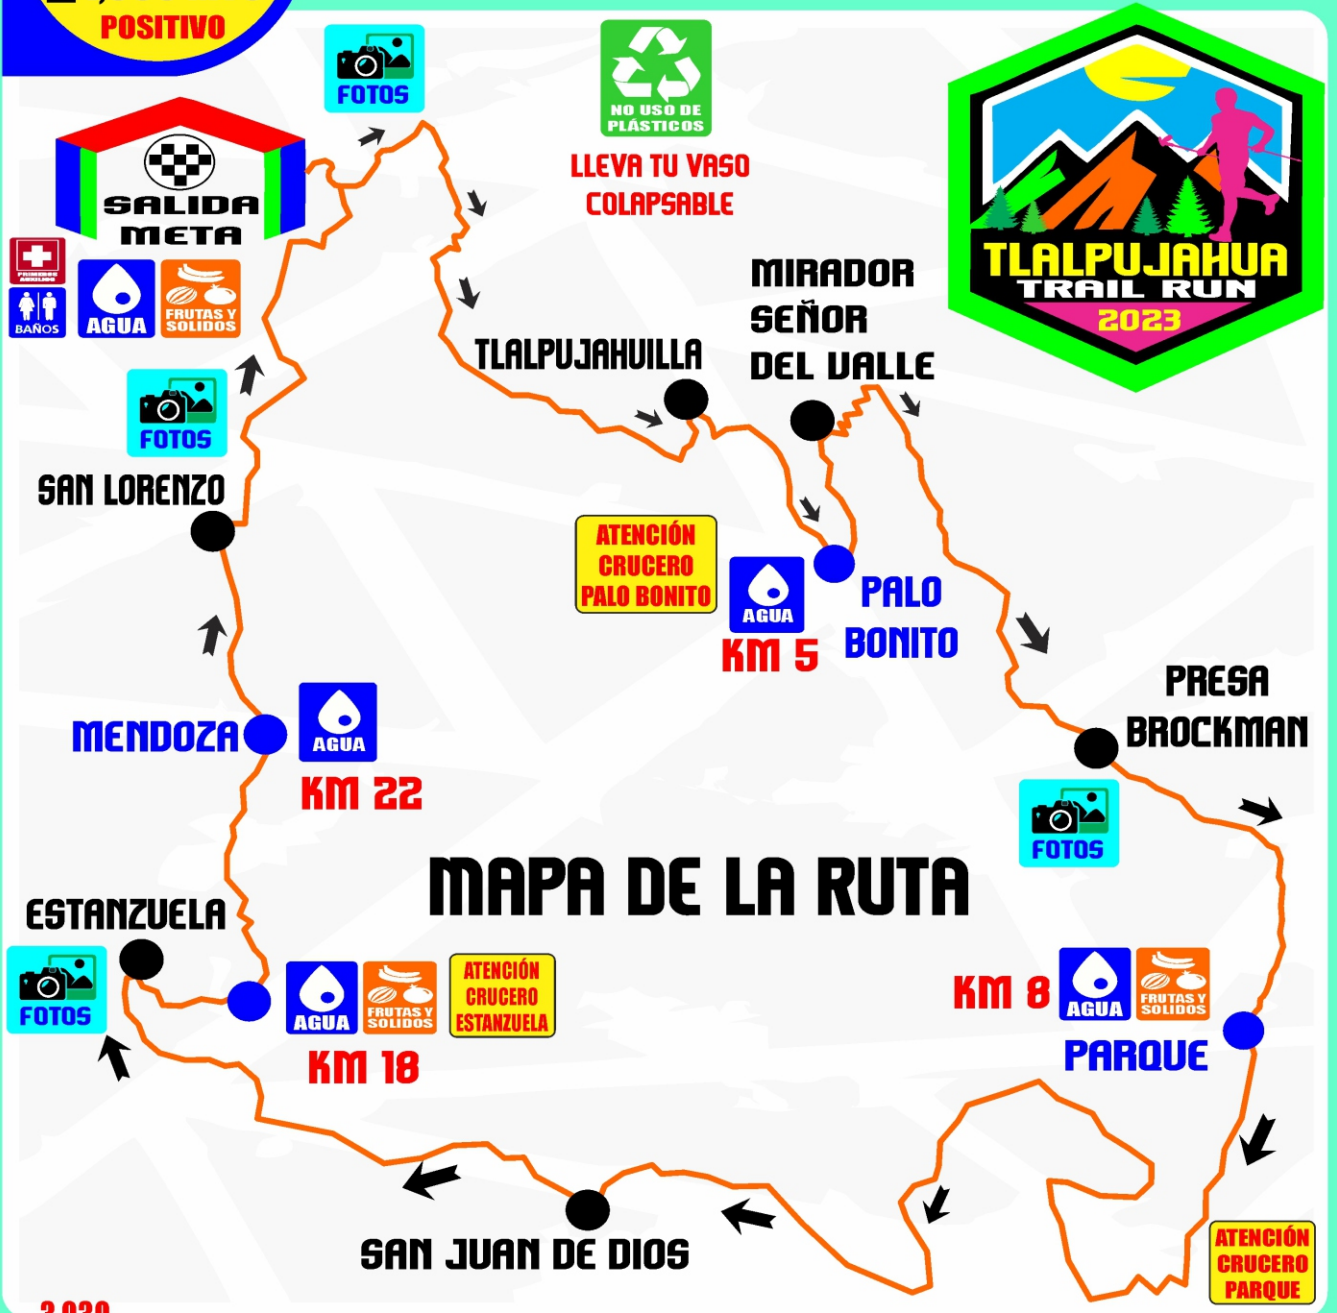 POSITIVO
FOTOS
NO USO DE
PLÁSTICOS
LLEVA TU VASO
COLAPSABLE
TLALPUJAHUA
TRAIL RUN
2023
SALIDA
META
PRIMEROS
AUXILIOS
BAÑOS
AGUA
FRUTAS Y
SOLIDOS
MIRADOR
SEÑOR
DEL VALLE
TLALPUJAHUILLA
FOTOS
SAN LORENZO
ATENCIÓN
CRUCERO
PALO BONITO
AGUA
KM 5
PALO
BONITO
PRESA
BROCKMAN
FOTOS
MENDOZA
AGUA
KM 22
MAPA DE LA RUTA
ESTANZUELA
FOTOS
AGUA
FRUTAS Y
SOLIDOS
ATENCIÓN
CRUCERO
ESTANZUELA
KM 18
KM 8
AGUA
FRUTAS Y
SOLIDOS
PARQUE
SAN JUAN DE DIOS
ATENCIÓN
CRUCERO
PARQUE